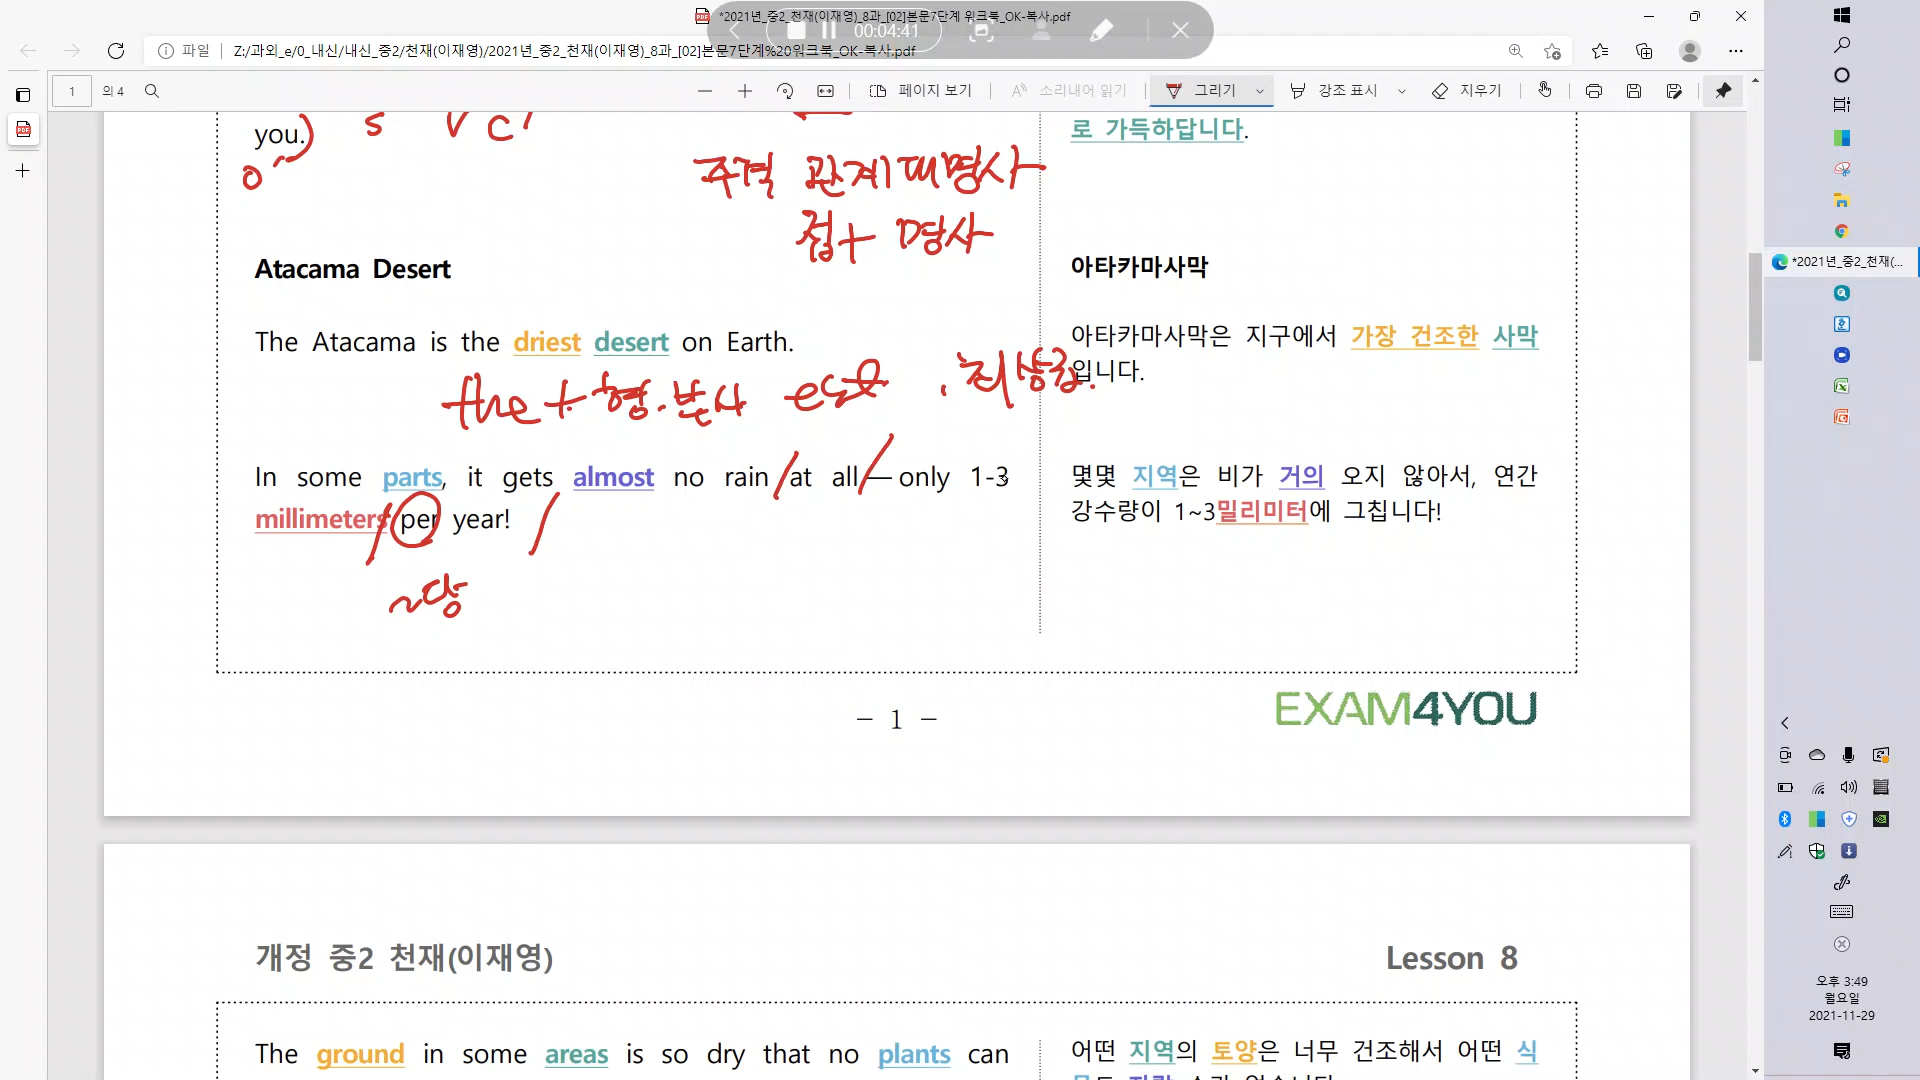 *2021년_중2_천재(이재영)_8과_[02]본문7단계 워크북_OK-복사.pdf
00:04:41
파일 Z:/과외_e/0_내신/내신_중2/천재(이재영)/2021년_중2_천재(이재영)_8과_[02]본문7단계%20워크북_OK-복사.pdf
1 의 4 페이지 보기 소리내어 읽기 그리기 강조 표시 지우기
you. s V C
o
로 가득하답니다.
주격 관계대명사
접+ 명사
Atacama Desert
아타카마사막
The Atacama is the driest desert on Earth.
아타카마사막은 지구에서 가장 건조한 사막
입니다.
the + 형.부사 est , 최상급.
In some parts, it gets almost no rain at all—only 1-3
millimeters per year!
몇몇 지역은 비가 거의 오지 않아서, 연간
강수량이 1~3밀리미터에 그칩니다!
~당
- 1 -
EXAM4YOU
개정 중2 천재(이재영)
Lesson 8
The ground in some areas is so dry that no plants can
어떤 지역의 토양은 너무 건조해서 어떤 식
*2021년_중2_천재(...
오후 3:49
월요일
2021-11-29